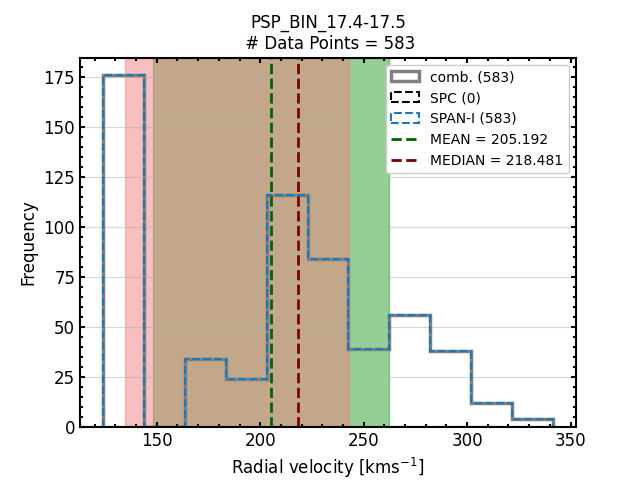 PSP_BIN_17.4-17.5
# Data Points = 583
comb. (583)
SPC (0)
SPAN-I (583)
MEAN = 205.192
MEDIAN = 218.481
175
150
125
100
75
50
25
0
Frequency
150 200 250 300 350
Radial velocity [kms⁻¹]